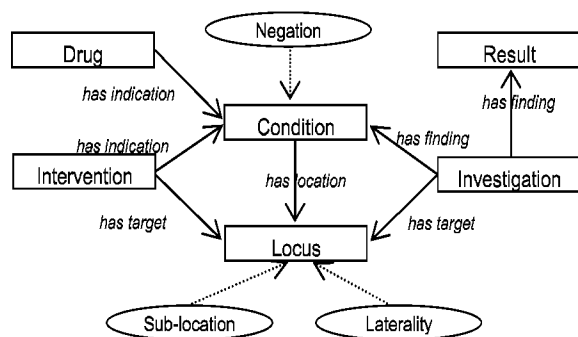 Negation
Drug
Result
has indication
has finding
Condition
has indication
has finding
Intervention
has location
Investigation
has target
has target
Locus
Sub-location
Laterality